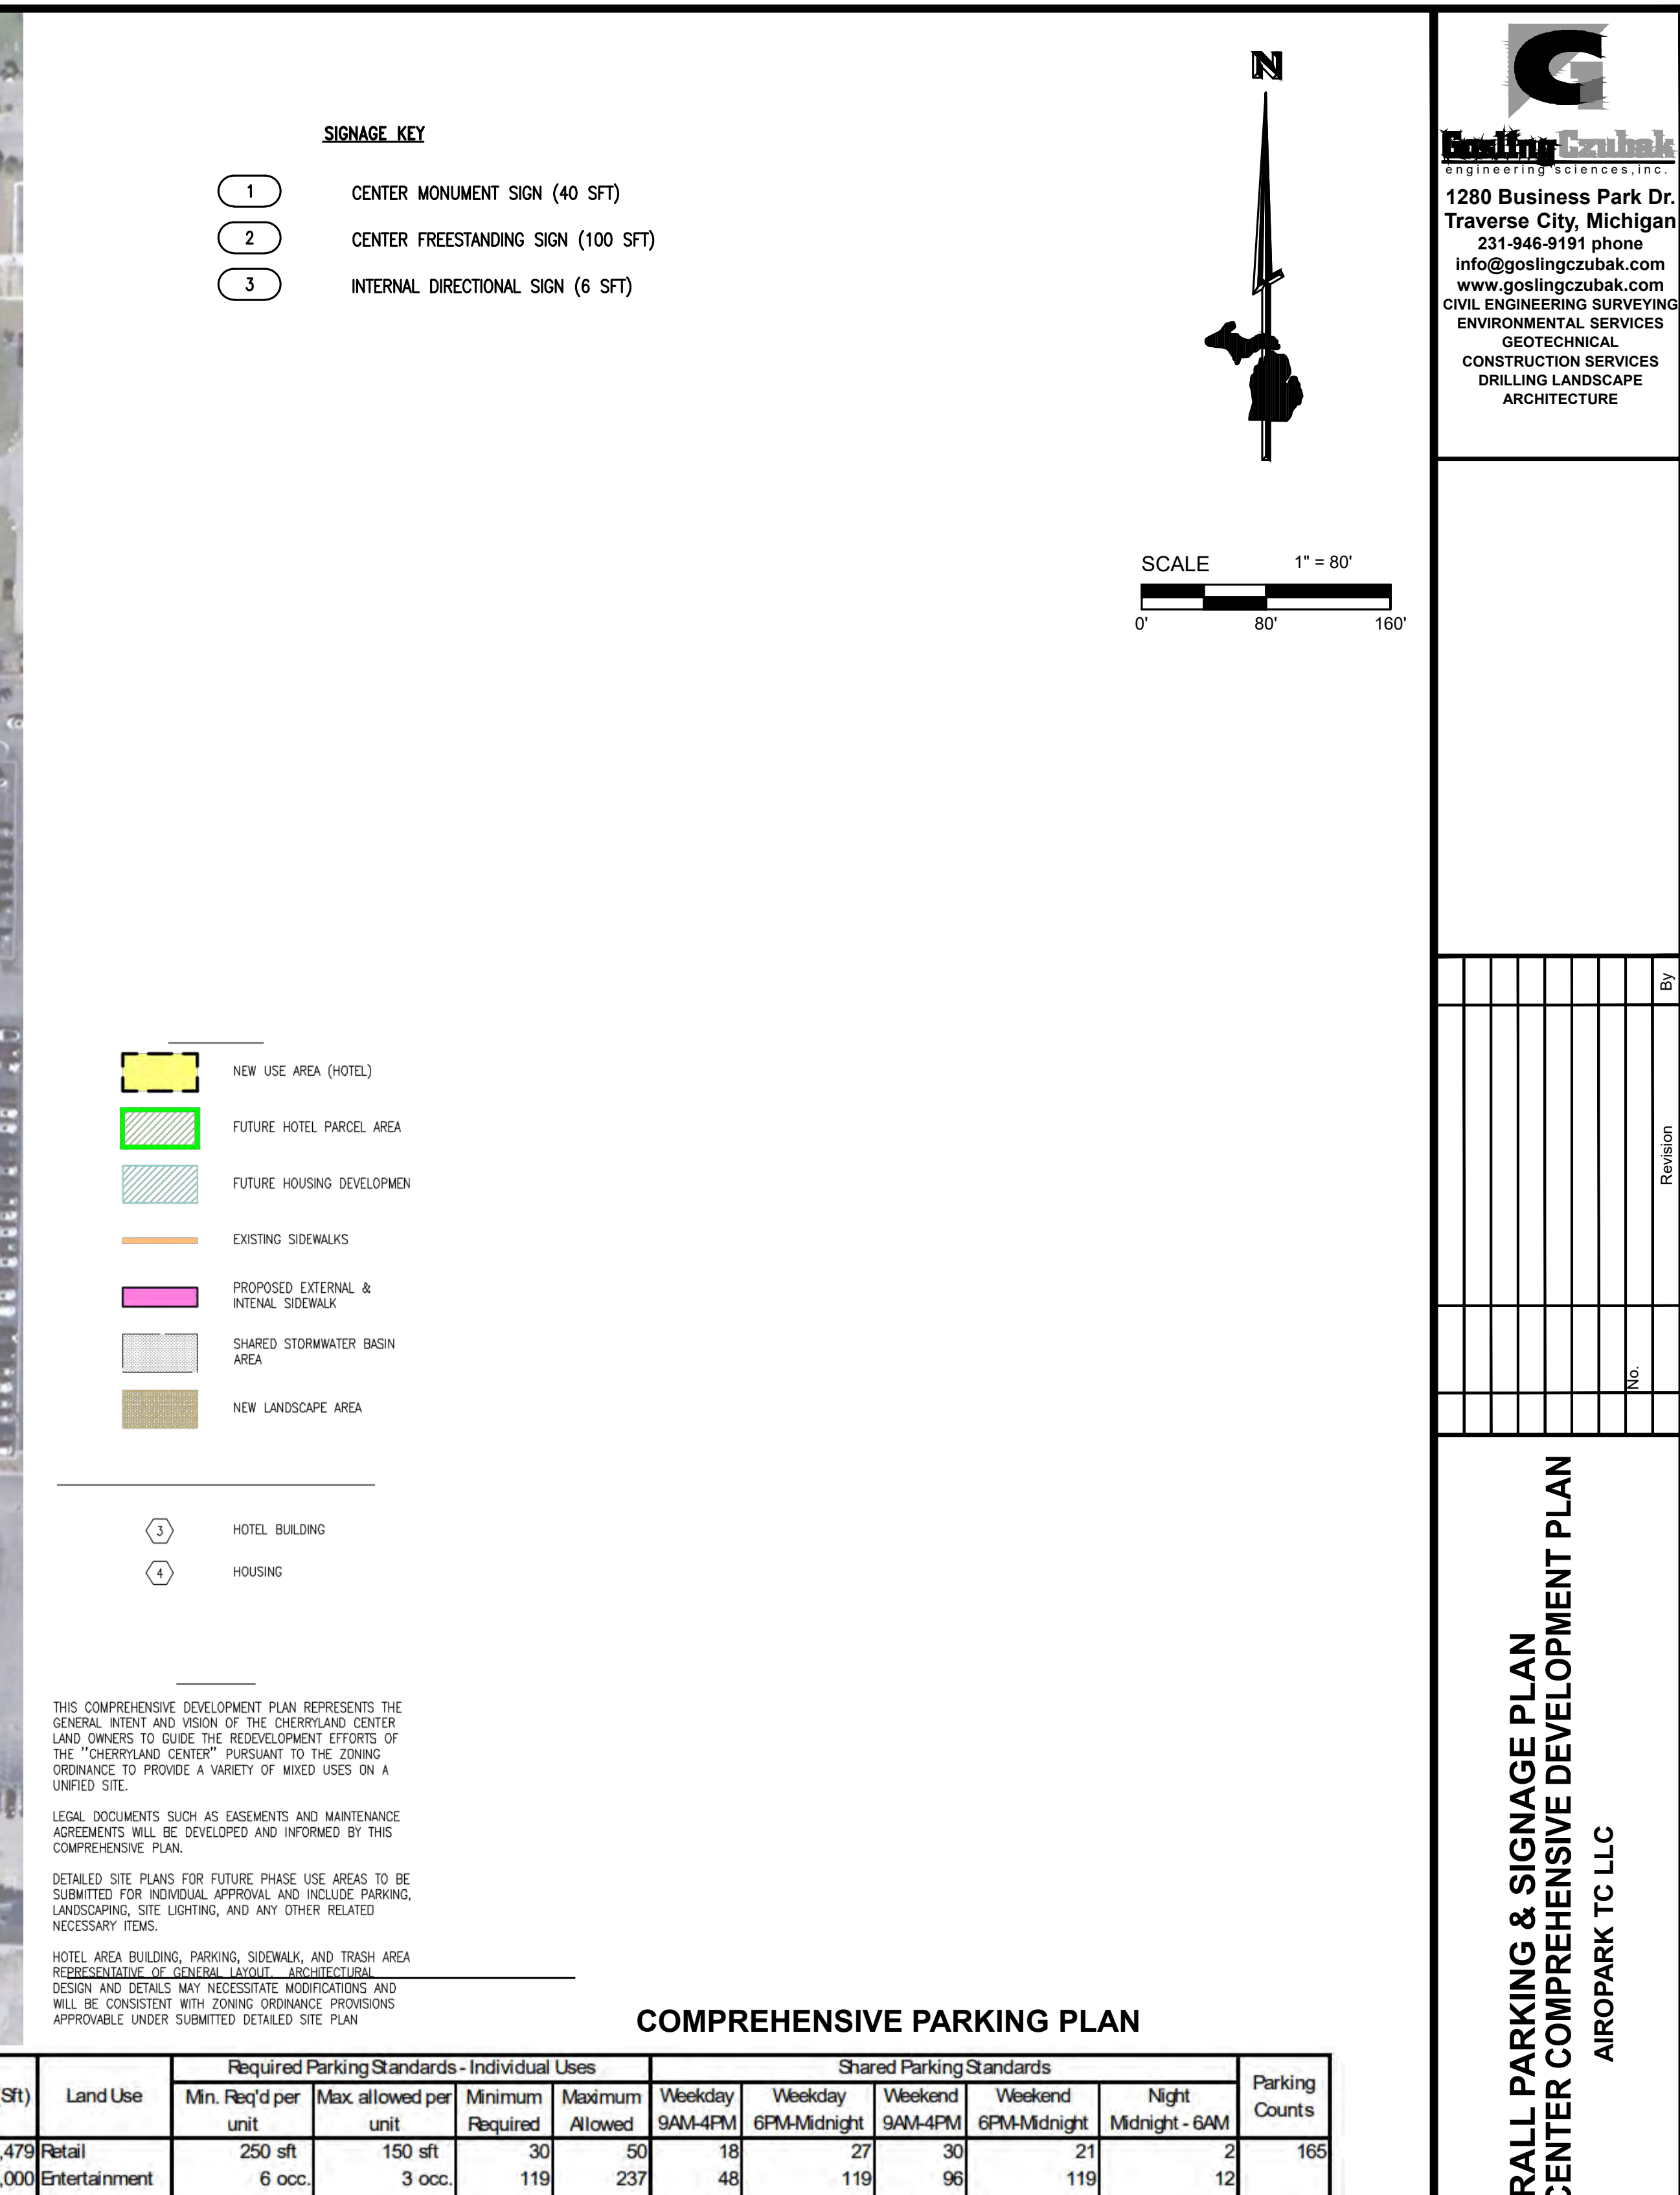 SIGNAGE KEY
1 CENTER MONUMENT SIGN (40 SFT)
2 CENTER FREESTANDING SIGN (100 SFT)
3 INTERNAL DIRECTIONAL SIGN (6 SFT)
N
SCALE 1" = 80'
0' 80' 160'
NEW USE AREA (HOTEL)
FUTURE HOTEL PARCEL AREA
FUTURE HOUSING DEVELOPMEN
EXISTING SIDEWALKS
PROPOSED EXTERNAL &
INTENAL SIDEWALK
SHARED STORMWATER BASIN
AREA
NEW LANDSCAPE AREA
3 HOTEL BUILDING
4 HOUSING
THIS COMPREHENSIVE DEVELOPMENT PLAN REPRESENTS THE
GENERAL INTENT AND VISION OF THE CHERRYLAND CENTER
LAND OWNERS TO GUIDE THE REDEVELOPMENT EFFORTS OF
THE "CHERRYLAND CENTER" PURSUANT TO THE ZONING
ORDINANCE TO PROVIDE A VARIETY OF MIXED USES ON A
UNIFIED SITE.
LEGAL DOCUMENTS SUCH AS EASEMENTS AND MAINTENANCE
AGREEMENTS WILL BE DEVELOPED AND INFORMED BY THIS
COMPREHENSIVE PLAN.
DETAILED SITE PLANS FOR FUTURE PHASE USE AREAS TO BE
SUBMITTED FOR INDIVIDUAL APPROVAL AND INCLUDE PARKING,
LANDSCAPING, SITE LIGHTING, AND ANY OTHER RELATED
NECESSARY ITEMS.
HOTEL AREA BUILDING, PARKING, SIDEWALK, AND TRASH AREA
REPRESENTATIVE OF GENERAL LAYOUT. ARCHITECTURAL
DESIGN AND DETAILS MAY NECESSITATE MODIFICATIONS AND
WILL BE CONSISTENT WITH ZONING ORDINANCE PROVISIONS
APPROVABLE UNDER SUBMITTED DETAILED SITE PLAN
COMPREHENSIVE PARKING PLAN
Required Parking Standards - Individual Uses Shared Parking Standards
Sft) Land Use Min. Req'd per unit Max. allowed per unit Minimum Required Maximum Allowed Weekday 9AM-4PM Weekday 6PM-Midnight Weekend 9AM-4PM Weekend 6PM-Midnight Night Midnight - 6AM Parking Counts
,479 Retail 250 sft 150 sft 30 50 18 27 30 21 2 165
,000 Entertainment 6 occ. 3 occ. 119 237 48 119 96 119 12
Gosling Czubak
engineering sciences, inc.
1280 Business Park Dr.
Traverse City, Michigan
231-946-9191 phone
info@goslingczubak.com
www.goslingczubak.com
CIVIL ENGINEERING SURVEYING
ENVIRONMENTAL SERVICES
GEOTECHNICAL
CONSTRUCTION SERVICES
DRILLING LANDSCAPE
ARCHITECTURE
By
Revision
No.
RALL PARKING & SIGNAGE PLAN
CENTER COMPREHENSIVE DEVELOPMENT PLAN
AIROPARK TC LLC